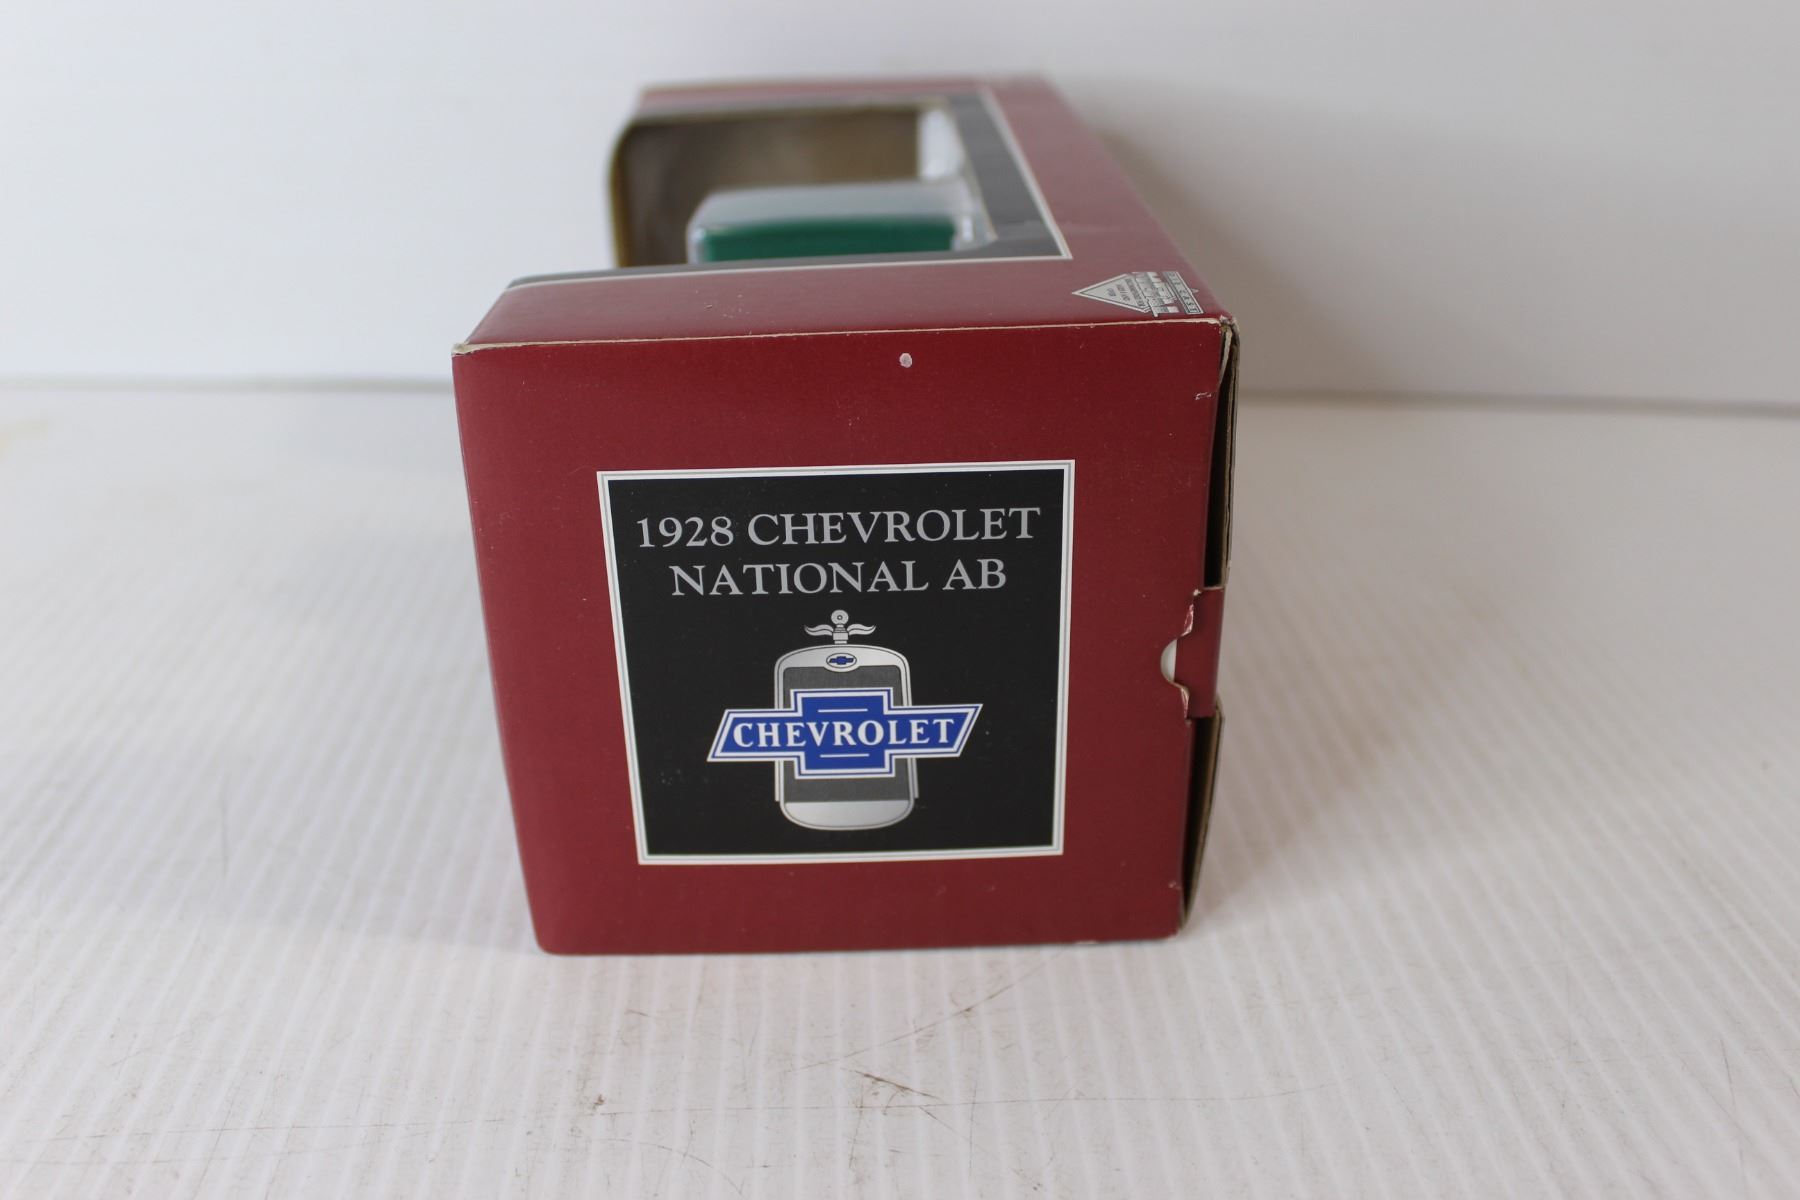 1928 CHEVROLET
NATIONAL AB
CHEVROLET